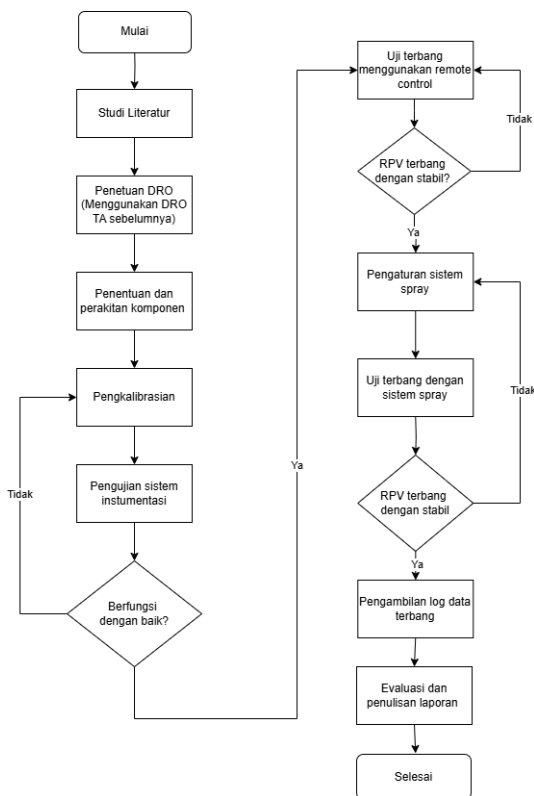 Mulai
Studi Literatur
Penetuan DRO
(Menggunakan DRO
TA sebelumnya)
Penentuan dan
perakitan komponen
Pengkalibrasian
Pengujian sistem
instumentasi
Tidak
Berfungsi
dengan baik?
Ya
Uji terbang
menggunakan remote
control
Tidak
RPV terbang
dengan stabil?
Ya
Pengaturan sistem
spray
Uji terbang dengan
sistem spray
Tidak
RPV terbang
dengan stabil
Ya
Pengambilan log data
terbang
Evaluasi dan
penulisan laporan
Selesai